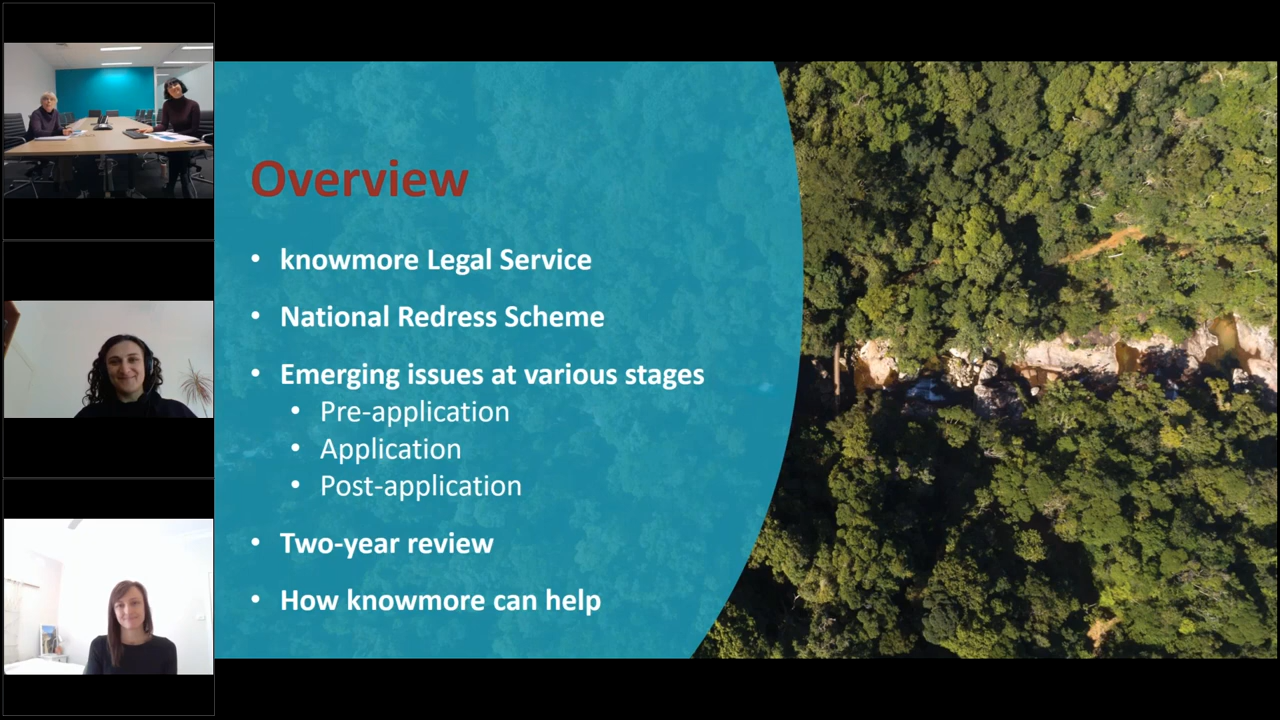 Overview
• knowmore Legal Service
• National Redress Scheme
• Emerging issues at various stages
• Pre-application
• Application
• Post-application
• Two-year review
• How knowmore can help